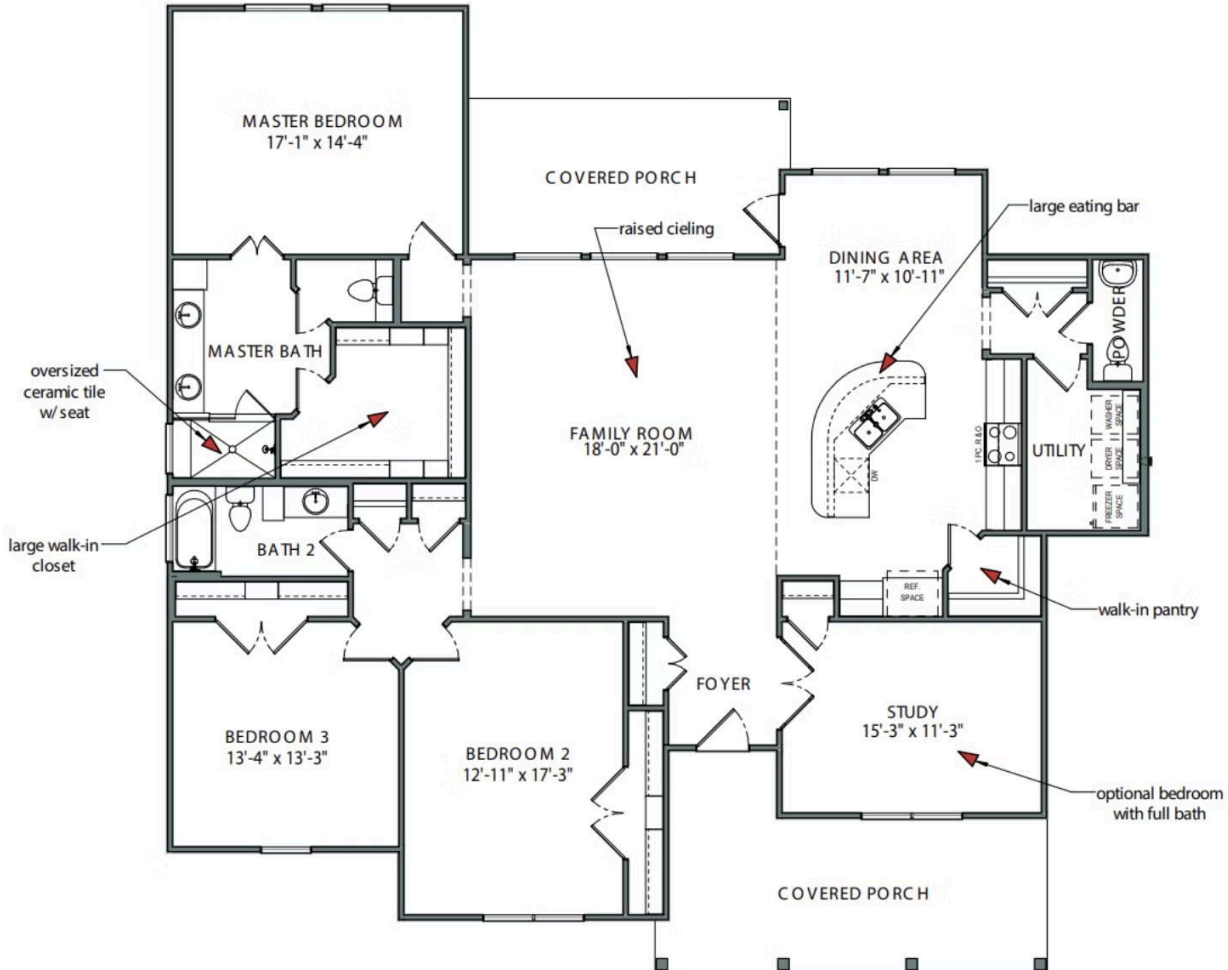 MASTER BEDROOM
17'-1" x 14'-4"
COVERED PORCH
raised cieling
large eating bar
DINING AREA
11'-7" x 10'-11"
POWDER
MASTER BATH
oversized
ceramic tile
w/ seat
FAMILY ROOM
18'-0" x 21'-0"
DW
1 PC. R & O
UTILITY
WASHER
SPACE
DRYER
SPACE
FREEZER
SPACE
large walk-in
closet
BATH 2
REF.
SPACE
walk-in pantry
FOYER
BEDROOM 3
13'-4" x 13'-3"
BEDROOM 2
12'-11" x 17'-3"
STUDY
15'-3" x 11'-3"
optional bedroom
with full bath
COVERED PORCH